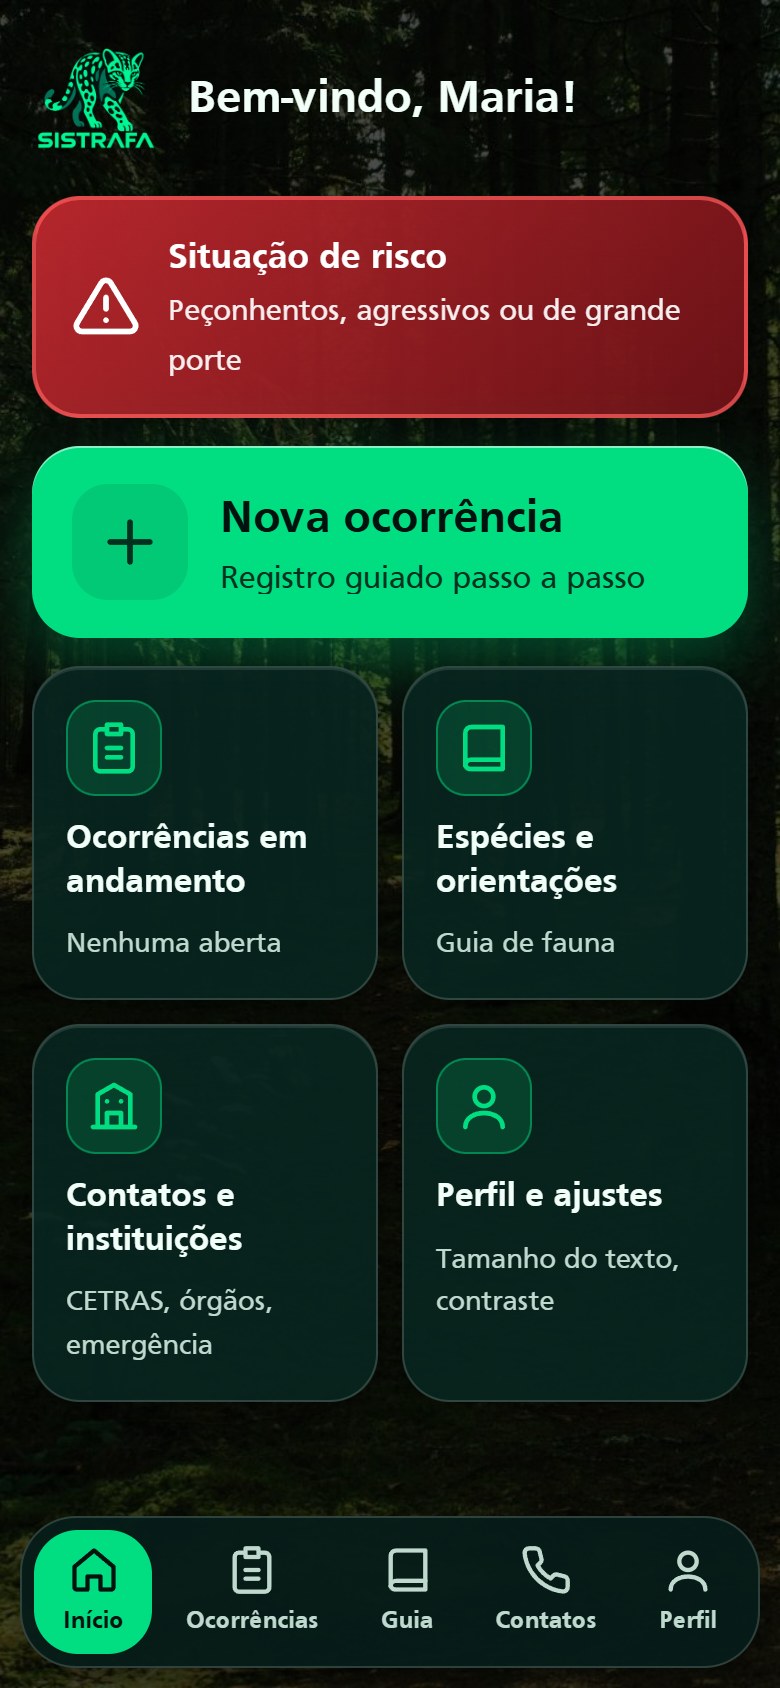 SISTRAFA
Bem-vindo, Maria!
Situação de risco
Peçonhentos, agressivos ou de grande
porte
Nova ocorrência
Registro guiado passo a passo
Ocorrências em
andamento
Nenhuma aberta
Espécies e
orientações
Guia de fauna
Contatos e
instituições
CETRAS, órgãos,
emergência
Perfil e ajustes
Tamanho do texto,
contraste
Início
Ocorrências
Guia
Contatos
Perfil